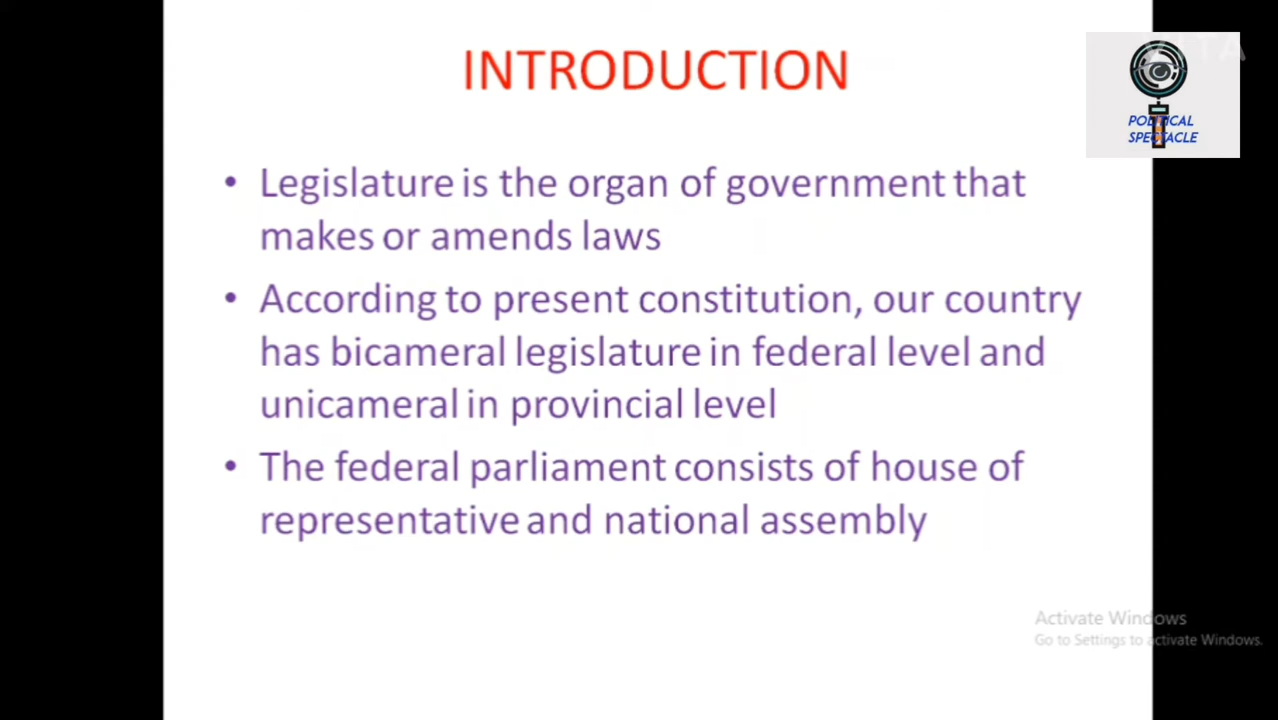 INTRODUCTION
VITA
POLITICAL
SPECTACLE
• Legislature is the organ of government that
makes or amends laws
• According to present constitution, our country
has bicameral legislature in federal level and
unicameral in provincial level
• The federal parliament consists of house of
representative and national assembly
Activate Windows
Go to Settings to activate Windows.